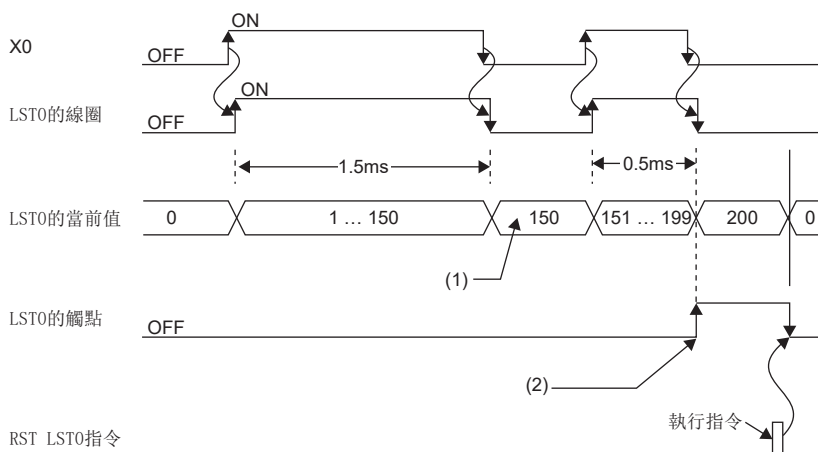 X0
ON
OFF
LST0的線圈
ON
OFF
1.5ms
0.5ms
LST0的當前值
0
1 … 150
150
151 … 199
200
0
(1)
LST0的觸點
OFF
(2)
執行指令
RST LST0指令